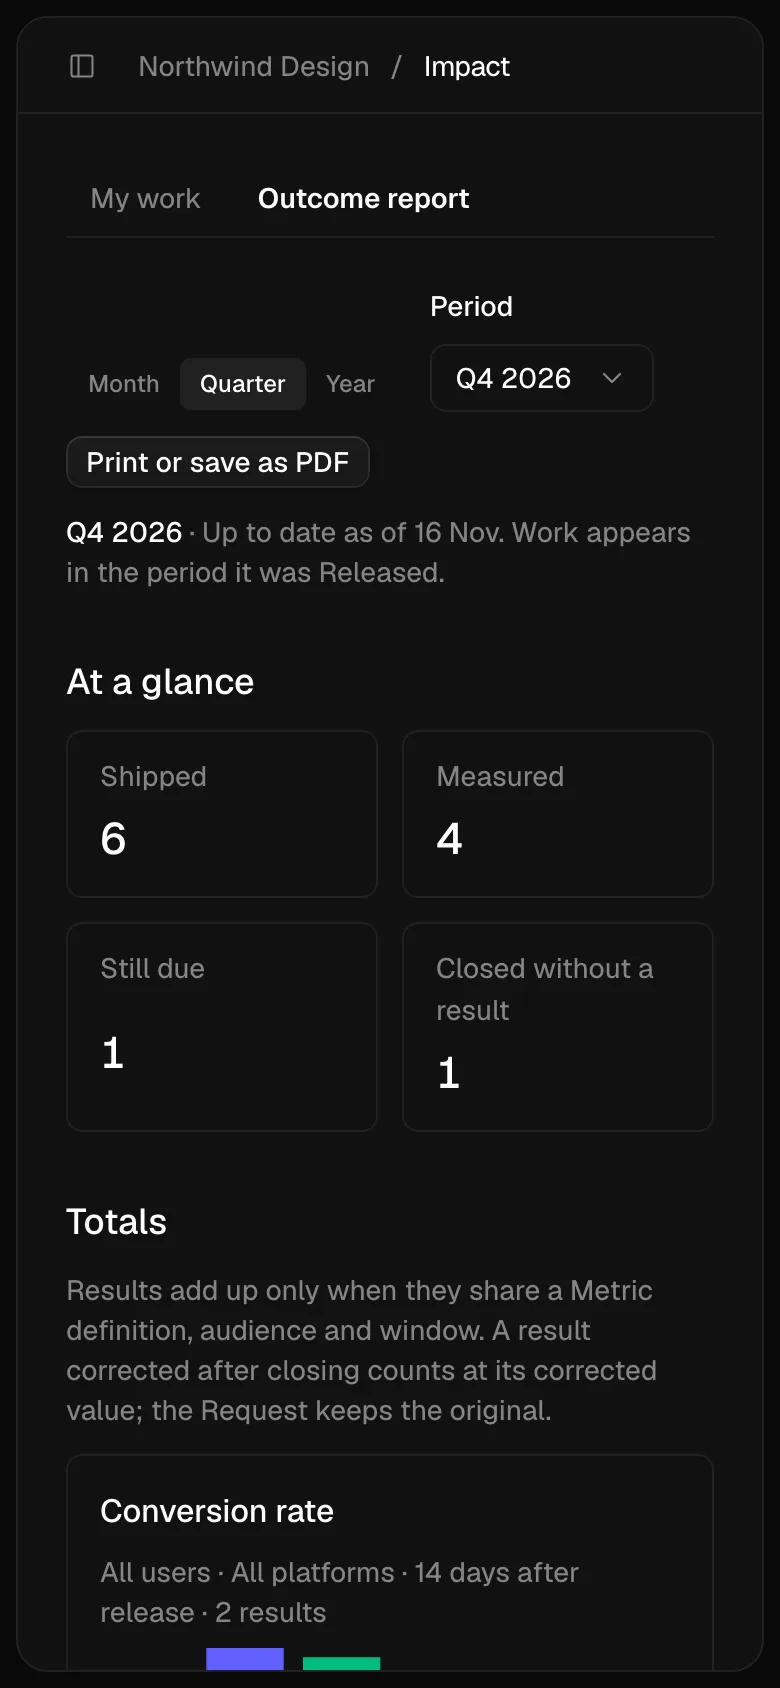 Northwind Design / Impact
My work Outcome report
Period
Month Quarter Year Q4 2026
Print or save as PDF
Q4 2026 · Up to date as of 16 Nov. Work appears
in the period it was Released.
At a glance
Shipped
6
Measured
4
Still due
1
Closed without a
result
1
Totals
Results add up only when they share a Metric
definition, audience and window. A result
corrected after closing counts at its corrected
value; the Request keeps the original.
Conversion rate
All users · All platforms · 14 days after
release · 2 results